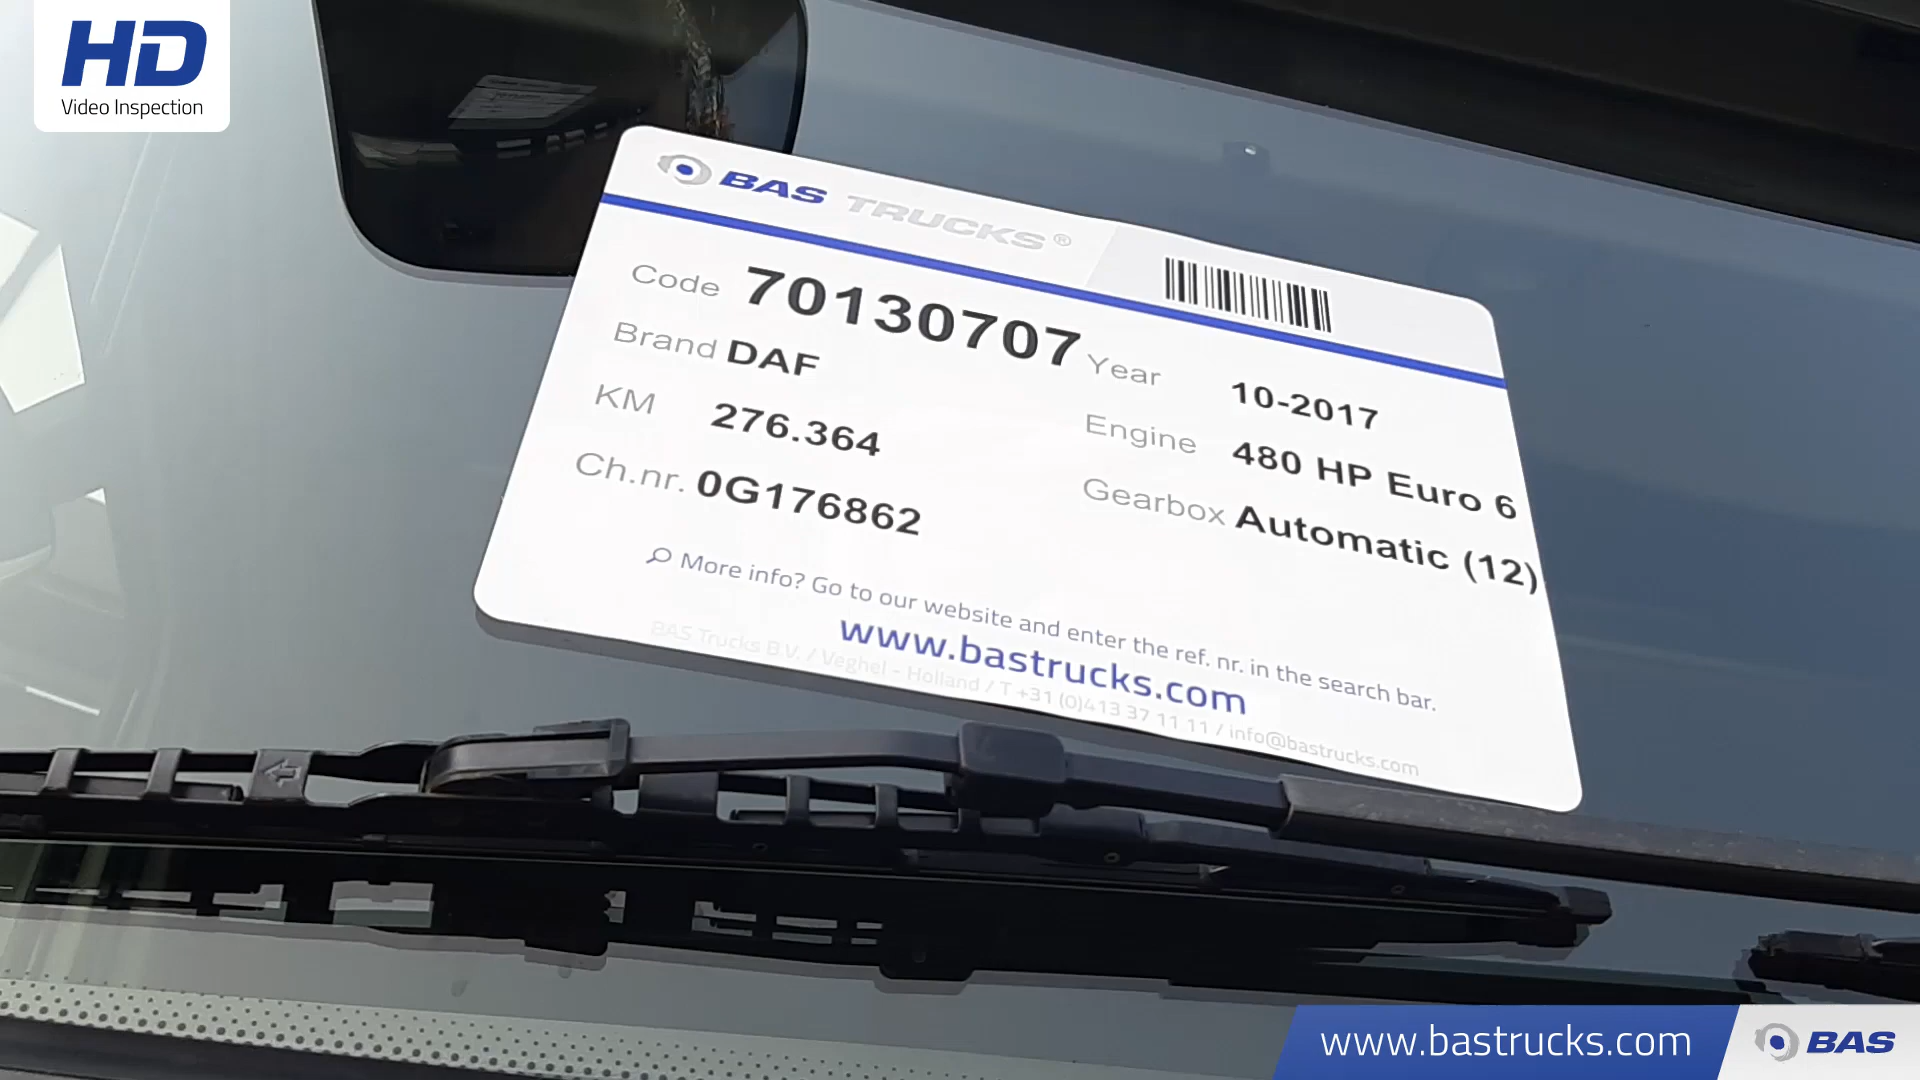 HD
Video Inspection
BAS TRUCKS®
Code 70130707
Brand DAF
KM 276.364
Ch.nr. 0G176862
Year 10-2017
Engine 480 HP Euro 6
Gearbox Automatic (12)
More info? Go to our website and enter the ref. nr. in the search bar.
www.bastrucks.com
BAS Trucks B.V. / Veghel - Holland / T +31 (0)413 37 11 11 / info@bastrucks.com
www.bastrucks.com
BAS